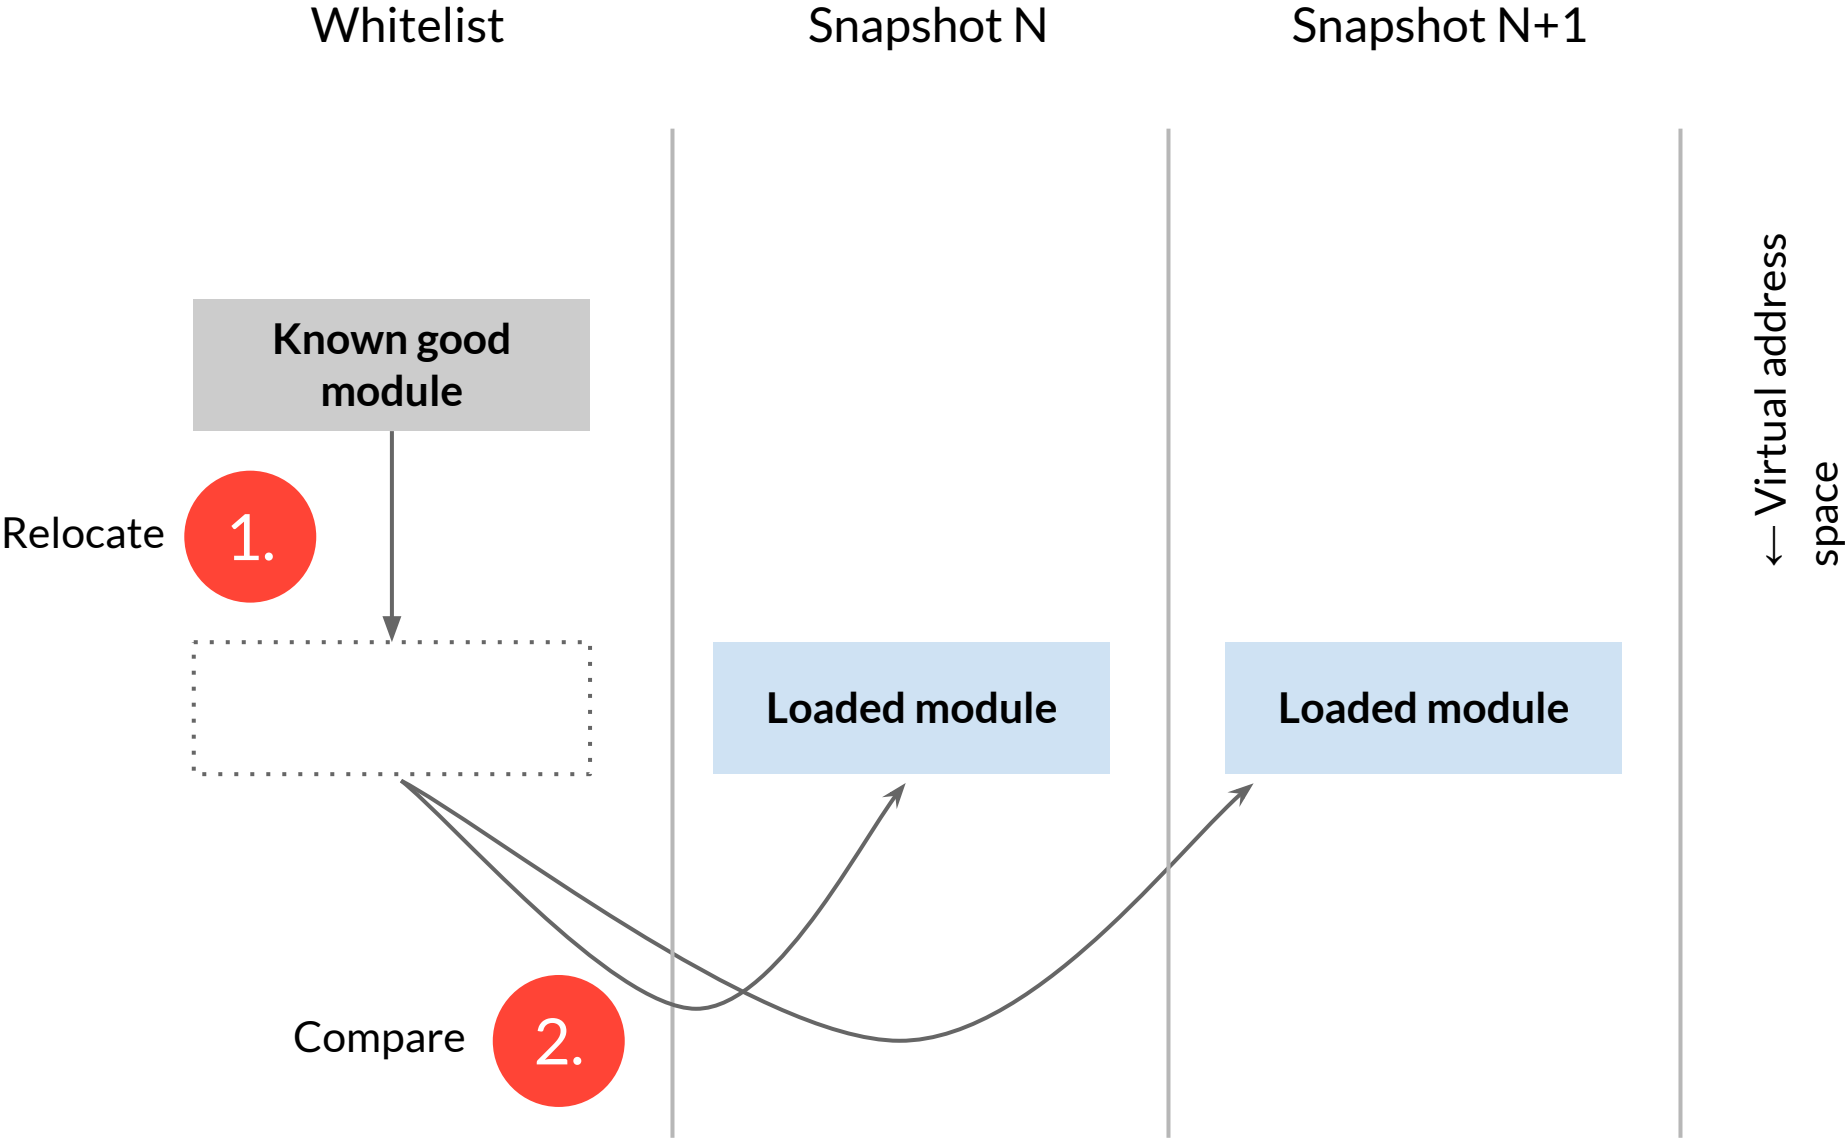 Whitelist
Snapshot N
Snapshot N+1
Known good
module
Relocate
1.
← Virtual address
space
Loaded module
Loaded module
Compare
2.